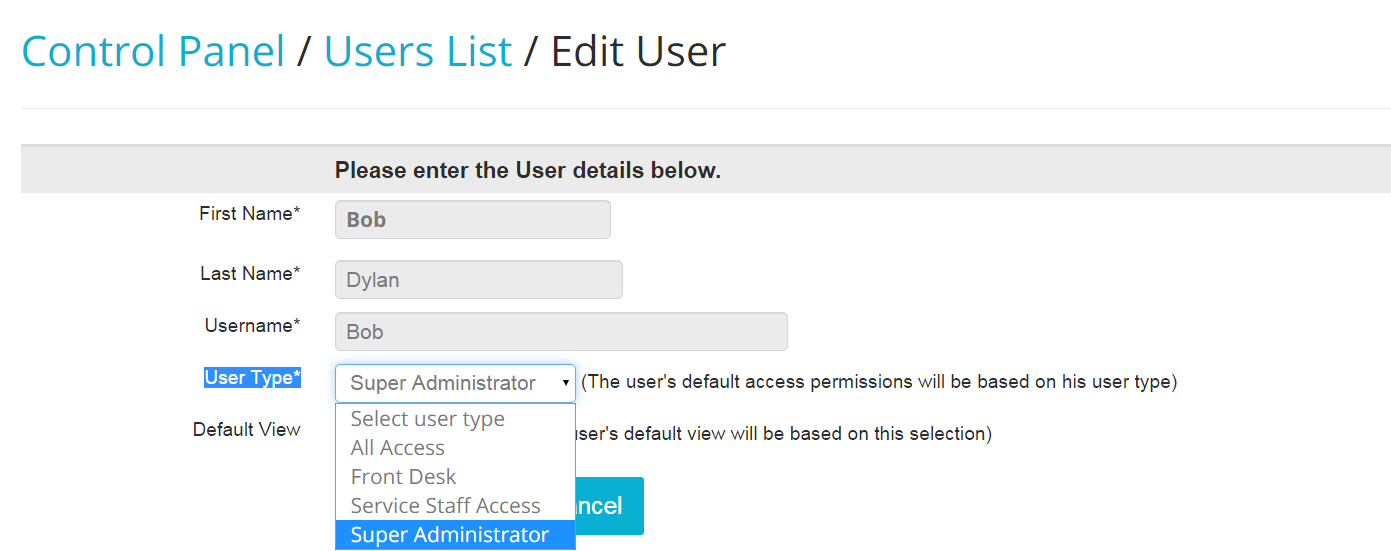 Control Panel / Users List / Edit User
Please enter the User details below.
First Name* Bob
Last Name* Dylan
Username* Bob
User Type* Super Administrator (The user's default access permissions will be based on his user type)
Select user type
Default View user's default view will be based on this selection)
All Access
Front Desk
Service Staff Access
Super Administrator